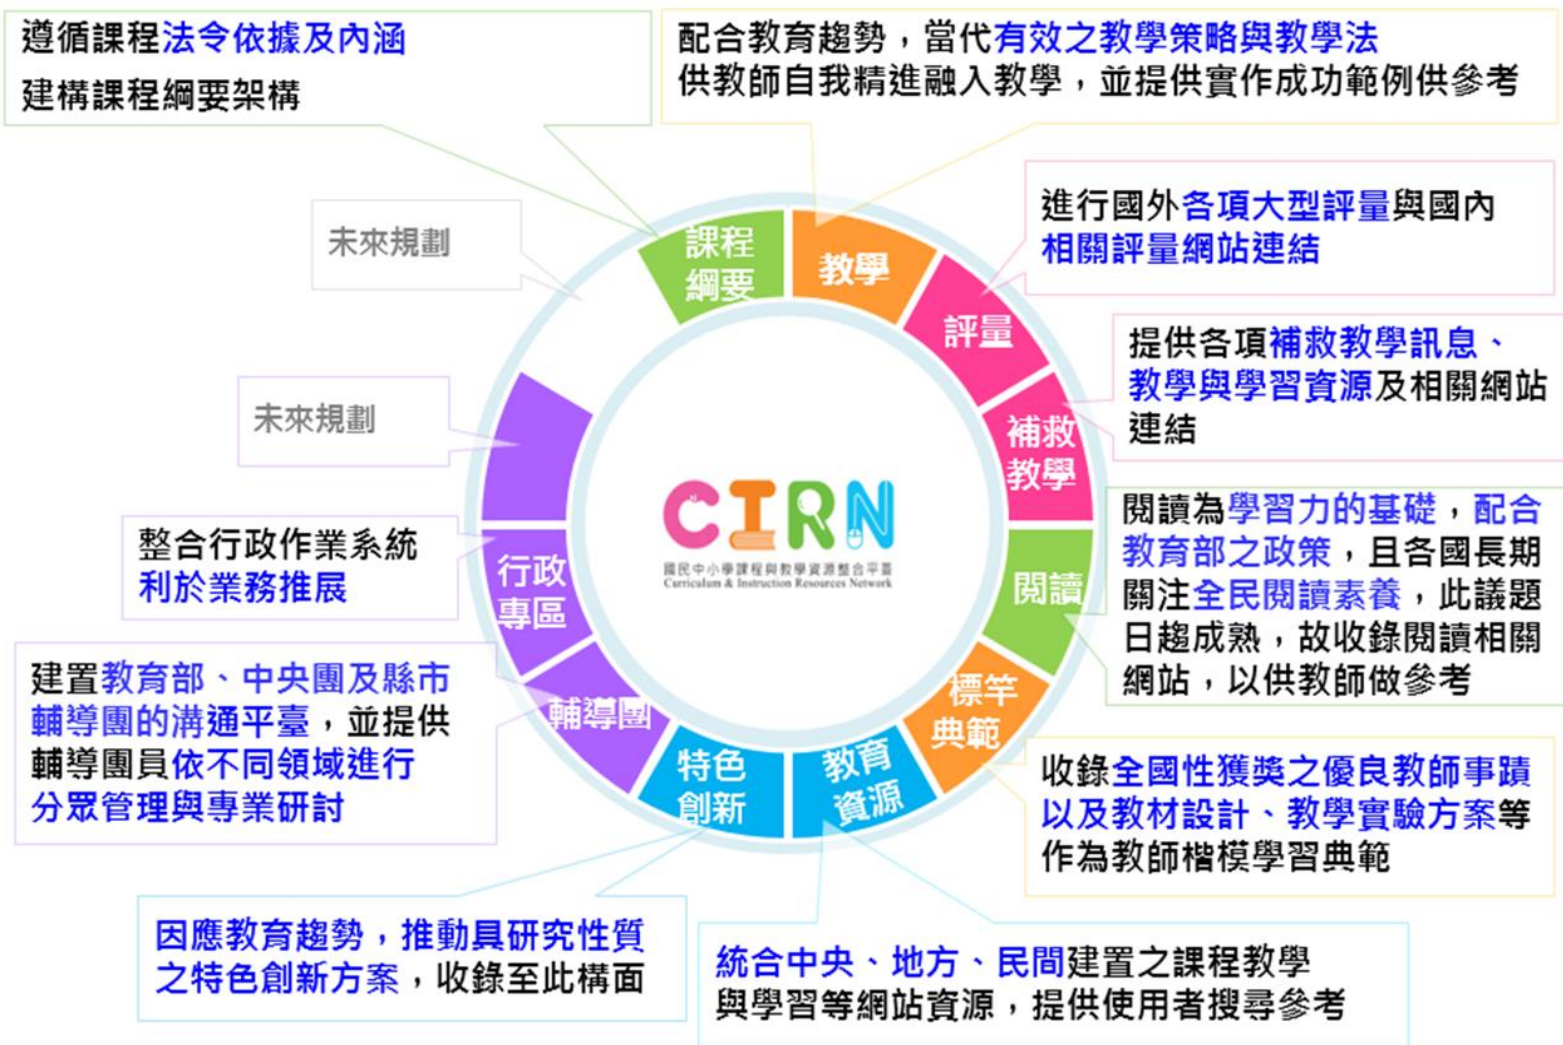 遵循課程法令依據及內涵
建構課程綱要架構
配合教育趨勢，當代有效之教學策略與教學法
供教師自我精進融入教學，並提供實作成功範例供參考
進行國外各項大型評量與國內
相關評量網站連結
提供各項補救教學訊息、
教學與學習資源及相關網站
連結
閱讀為學習力的基礎，配合
教育部之政策，且各國長期
關注全民閱讀素養，此議題
日趨成熟，故收錄閱讀相關
網站，以供教師做參考
收錄全國性獲獎之優良教師事蹟
以及教材設計、教學實驗方案等
作為教師楷模學習典範
統合中央、地方、民間建置之課程教學
與學習等網站資源，提供使用者搜尋參考
因應教育趨勢，推動具研究性質
之特色創新方案，收錄至此構面
建置教育部、中央團及縣市
輔導團的溝通平臺，並提供
輔導團員依不同領域進行
分眾管理與專業研討
整合行政作業系統
利於業務推展
未來規劃
未來規劃
課程
綱要
教學
評量
補救
教學
閱讀
標竿
典範
教育
資源
特色
創新
輔導團
行政
專區
CIRN
國民中小學課程與教學資源整合平臺
Curriculum & Instruction Resources Network